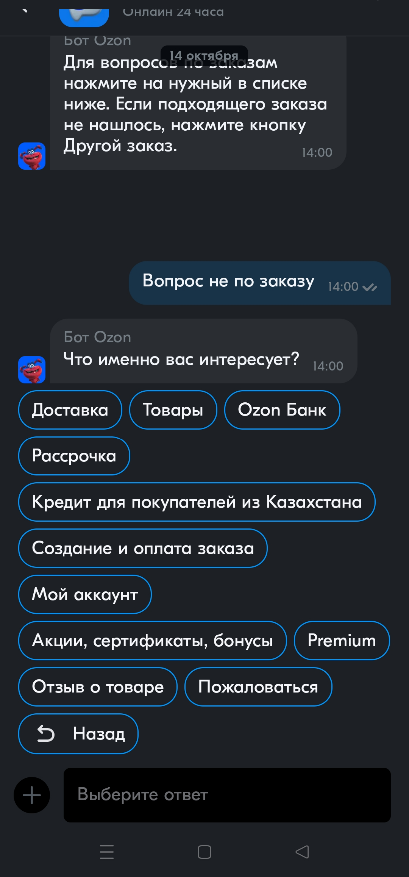 Онлайн 24 часа
Бот Ozon
14 октября
Для вопросов по заказам
нажмите на нужный в списке
ниже. Если подходящего заказа
не нашлось, нажмите кнопку
Другой заказ.
14:00
Вопрос не по заказу 14:00
Бот Ozon
Что именно вас интересует? 14:00
Доставка Товары Ozon Банк
Рассрочка
Кредит для покупателей из Казахстана
Создание и оплата заказа
Мой аккаунт
Акции, сертификаты, бонусы Premium
Отзыв о товаре Пожаловаться
Назад
Выберите ответ